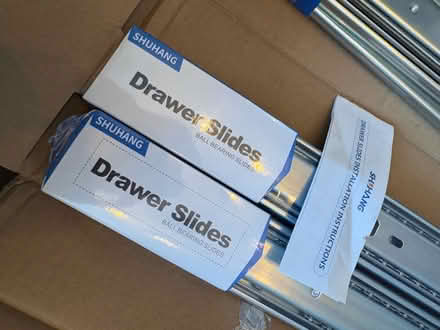 SHUHANG
Drawer Slides
BALL BEARING SLIDES
SHUHANG
Drawer Slides
BALL BEARING SLIDES
SHUHANG
DRAWER SLIDES INSTALLATION INSTRUCTIONS